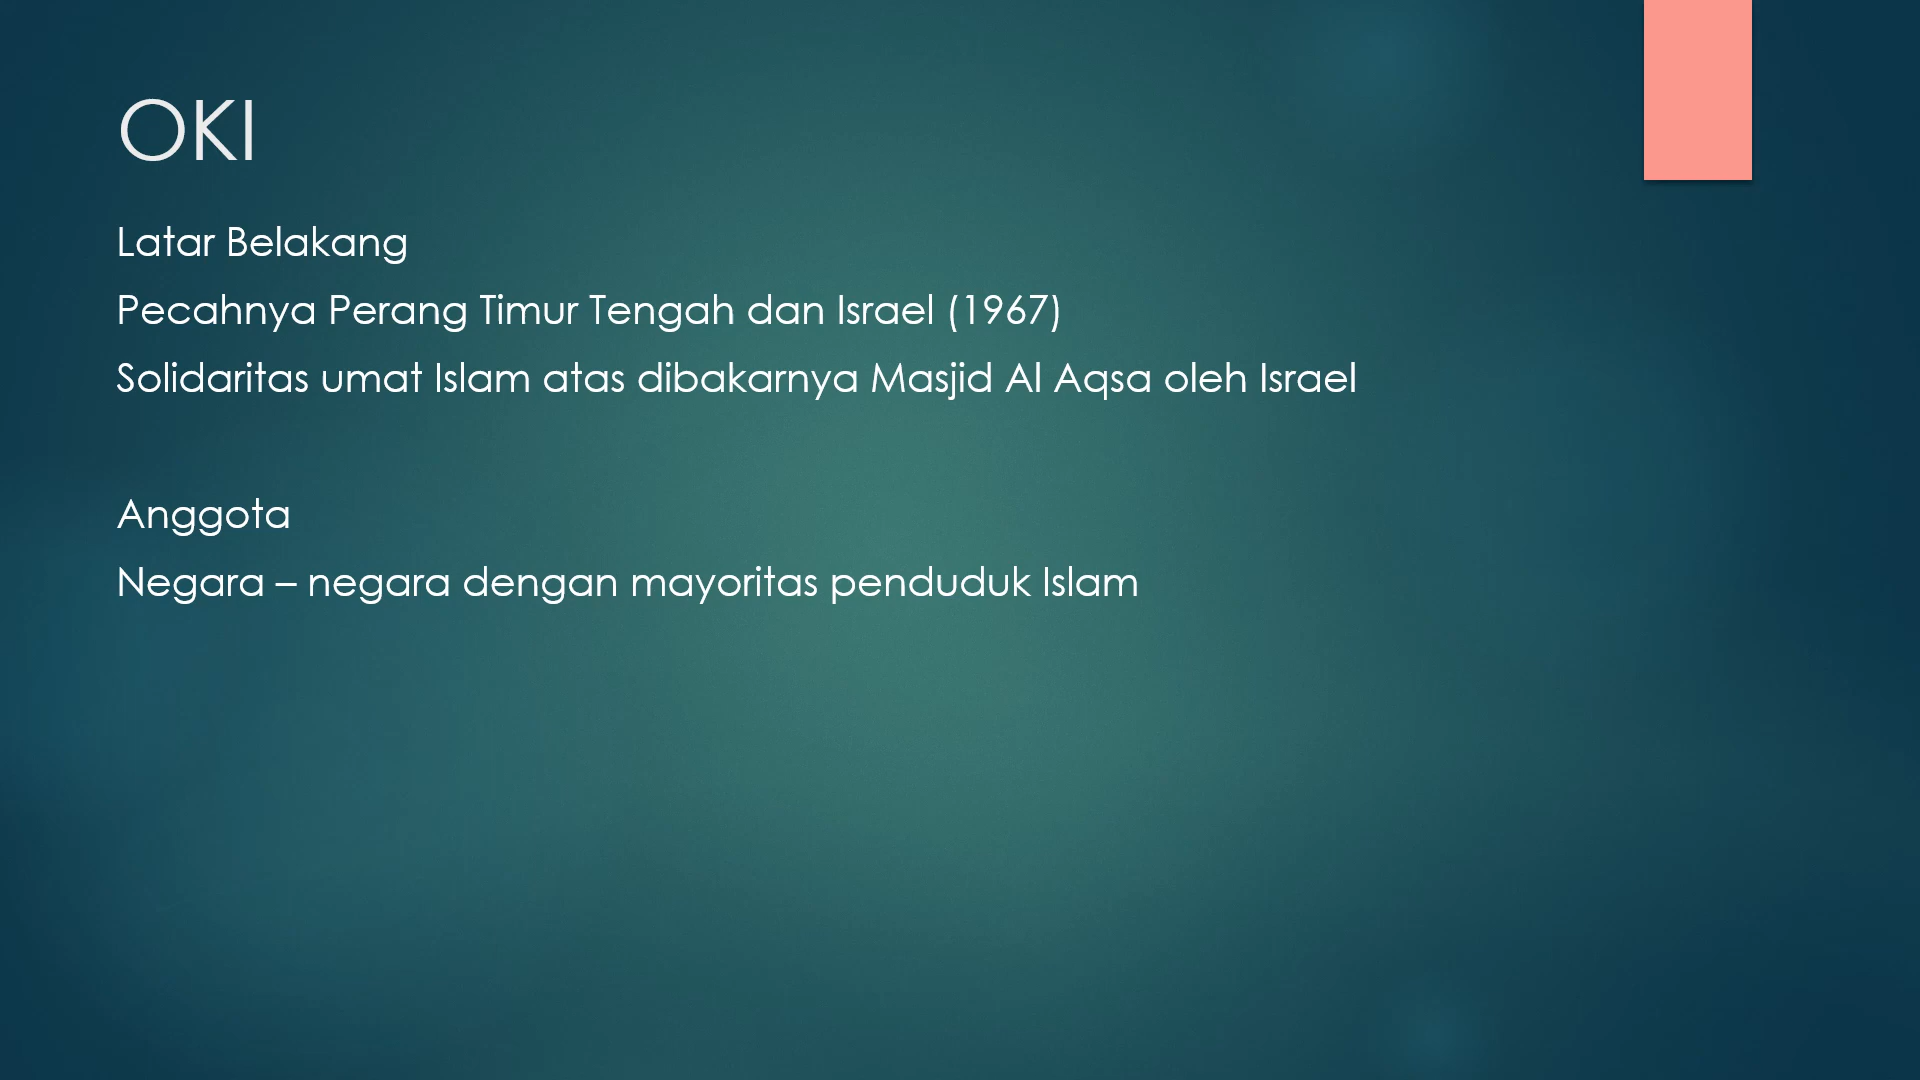 OKI
Latar Belakang
Pecahnya Perang Timur Tengah dan Israel (1967)
Solidaritas umat Islam atas dibakarnya Masjid Al Aqsa oleh Israel
Anggota
Negara – negara dengan mayoritas penduduk Islam